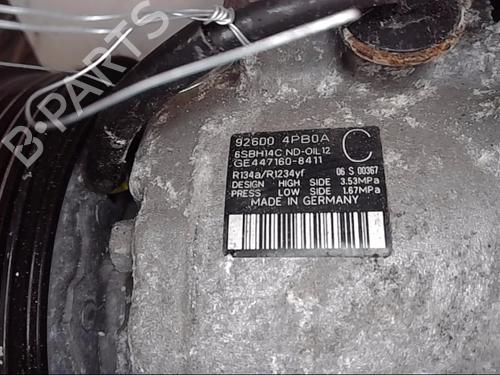 B-PARTS
92600 4PB0A
C
6SBH14C ND-OIL12
GE447160-8411
R134a/R1234yf 06 S 00367
DESIGN HIGH SIDE 3.53MPa
PRESS LOW SIDE 1.67MPa
MADE IN GERMANY